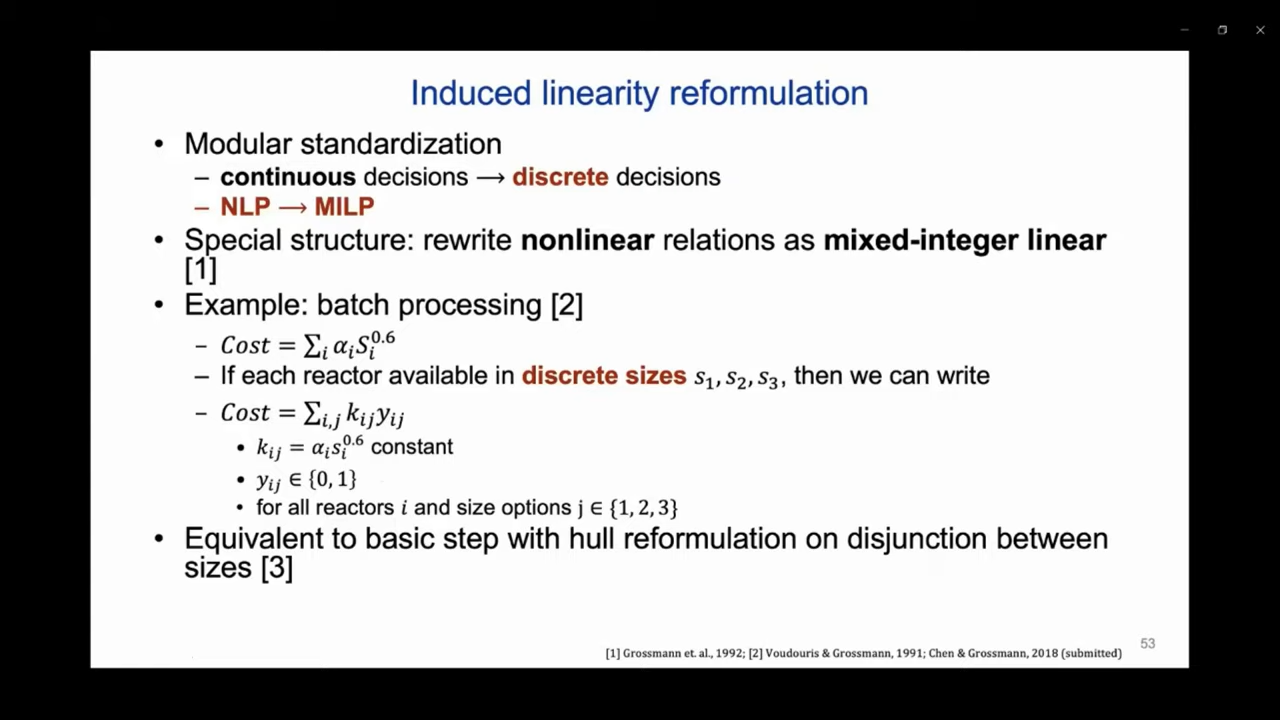 Induced linearity reformulation
• Modular standardization
– continuous decisions ⟶ discrete decisions
– NLP ⟶ MILP
• Special structure: rewrite nonlinear relations as mixed-integer linear
[1]
• Example: batch processing [2]
– Cost = ∑ᵢ αᵢSᵢ^0.6
– If each reactor available in discrete sizes s₁, s₂, s₃, then we can write
– Cost = ∑ᵢ,ⱼ kᵢⱼyᵢⱼ
• kᵢⱼ = αᵢsᵢ^0.6 constant
• yᵢⱼ ∈ {0, 1}
• for all reactors i and size options j ∈ {1, 2, 3}
• Equivalent to basic step with hull reformulation on disjunction between
sizes [3]
53
[1] Grossmann et. al., 1992; [2] Voudouris & Grossmann, 1991; Chen & Grossmann, 2018 (submitted)